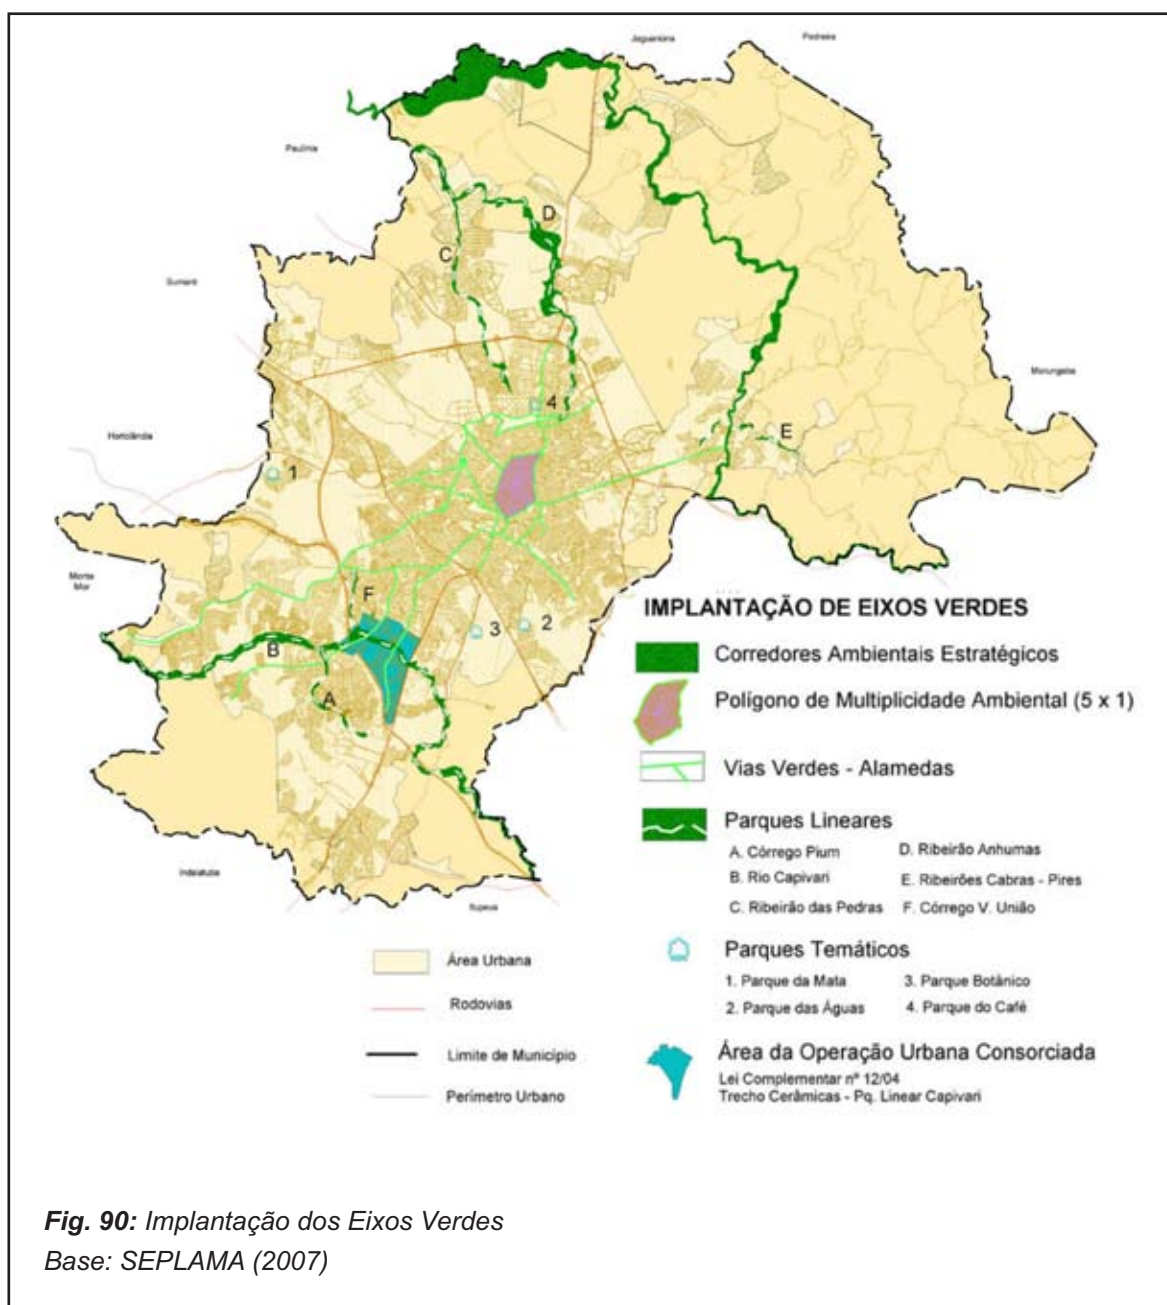 Jaguariúna
Pedreira
Paulínia
D
C
Sumaré
Morungaba
4
E
Hortolândia
1
Monte
Mor
F
3
2
B
A
Indaiatuba
Itupeva
IMPLANTAÇÃO DE EIXOS VERDES
Corredores Ambientais Estratégicos
Polígono de Multiplicidade Ambiental (5 x 1)
Vias Verdes - Alamedas
Parques Lineares
A. Córrego Pium
D. Ribeirão Anhumas
B. Rio Capivari
E. Ribeirões Cabras - Pires
C. Ribeirão das Pedras
F. Córrego V. União
Parques Temáticos
1. Parque da Mata
3. Parque Botânico
2. Parque das Águas
4. Parque do Café
Área da Operação Urbana Consorciada
Lei Complementar nº 12/04
Trecho Cerâmicas - Pq. Linear Capivari
Área Urbana
Rodovias
Limite de Município
Perímetro Urbano
Fig. 90: Implantação dos Eixos Verdes
Base: SEPLAMA (2007)